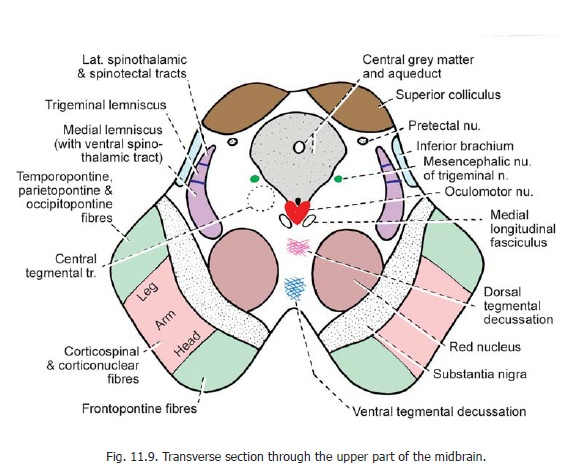 Lat. spinothalamic
& spinotectal tracts
Trigeminal lemniscus
Medial lemniscus
(with ventral spino-
thalamic tract)
Temporopontine,
parietopontine &
occipitopontine
fibres
Central
tegmental tr.
Leg
Arm
Head
Corticospinal
& corticonuclear
fibres
Frontopontine fibres
Central grey matter
and aqueduct
Superior colliculus
Pretectal nu.
Inferior brachium
Mesencephalic nu.
of trigeminal n.
Oculomotor nu.
Medial
longitudinal
fasciculus
Dorsal
tegmental
decussation
Red nucleus
Substantia nigra
Ventral tegmental decussation
Fig. 11.9. Transverse section through the upper part of the midbrain.